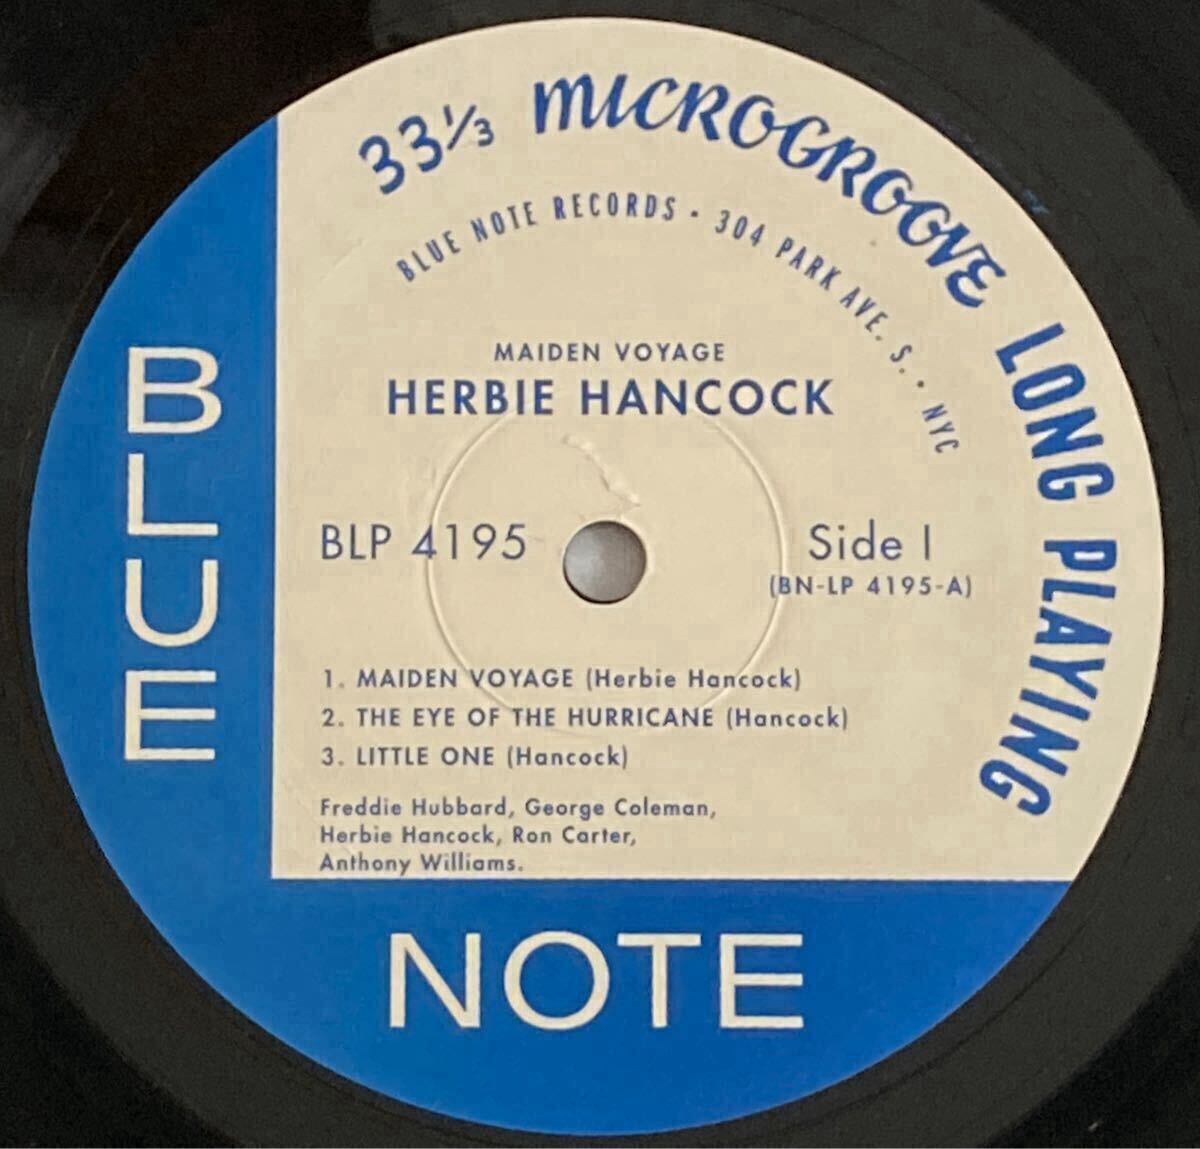 33⅓ MICROGROOVE LONG PLAYING
BLUE NOTE RECORDS · 304 PARK AVE. S. · NYC
MAIDEN VOYAGE
HERBIE HANCOCK
BLP 4195
Side 1
(BN-LP 4195-A)
1. MAIDEN VOYAGE (Herbie Hancock)
2. THE EYE OF THE HURRICANE (Hancock)
3. LITTLE ONE (Hancock)
Freddie Hubbard, George Coleman,
Herbie Hancock, Ron Carter,
Anthony Williams.
BLUE
NOTE